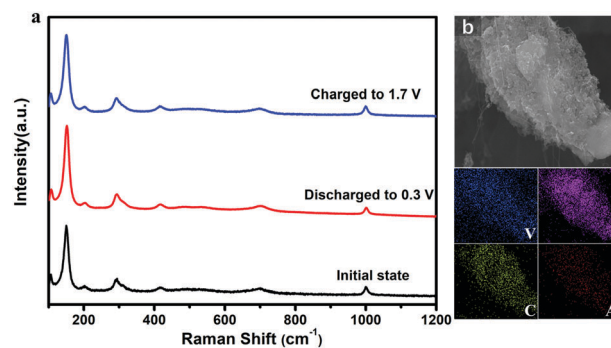 a
b
Charged to 1.7 V
Discharged to 0.3 V
Initial state
Intensity(a.u.)
200 400 600 800 1000 1200
Raman Shift (cm⁻¹)
V
C